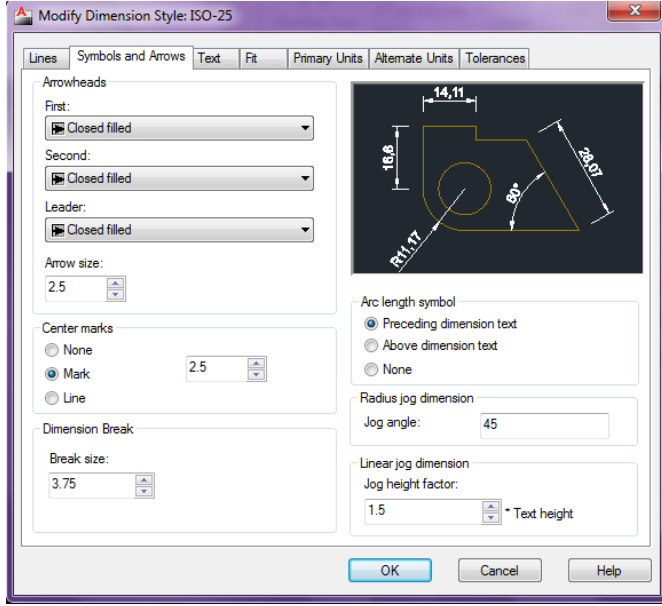 Modify Dimension Style: ISO-25
Lines
Symbols and Arrows
Text
Fit
Primary Units
Alternate Units
Tolerances
Arrowheads
First:
Closed filled
Second:
Closed filled
Leader:
Closed filled
Arrow size:
2.5
Center marks
None
Mark
2.5
Line
Dimension Break
Break size:
3.75
14,11
16,6
28,07
60°
R11,17
Arc length symbol
Preceding dimension text
Above dimension text
None
Radius jog dimension
Jog angle:
45
Linear jog dimension
Jog height factor:
1.5
* Text height
OK
Cancel
Help